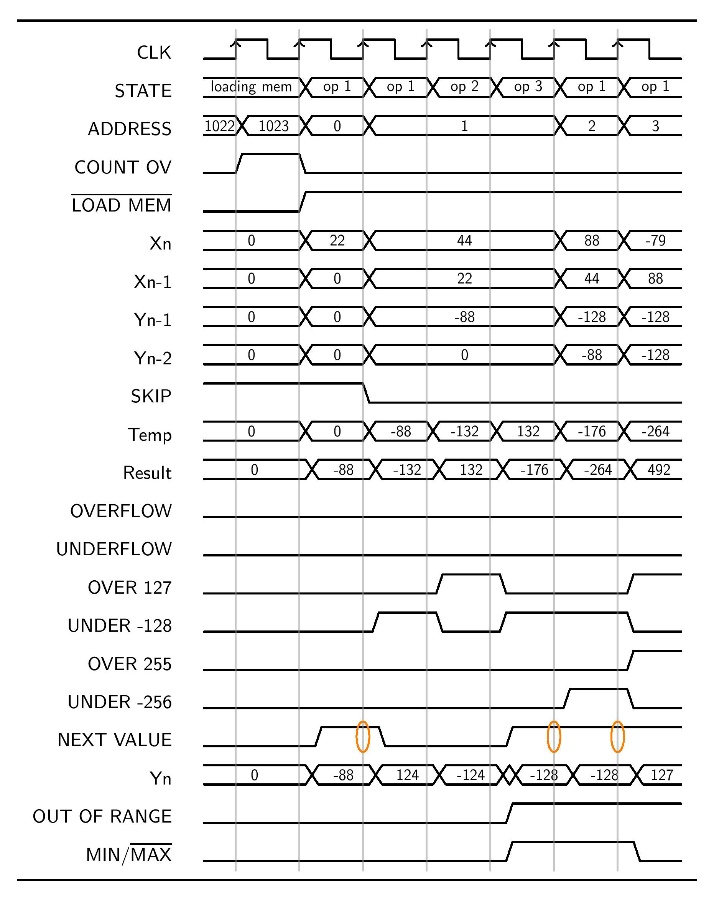 CLK
STATE loading mem op 1 op 1 op 2 op 3 op 1 op 1
ADDRESS 1022 1023 0 1 2 3
COUNT OV
LOAD MEM
Xn 0 22 44 88 -79
Xn-1 0 0 22 44 88
Yn-1 0 0 -88 -128 -128
Yn-2 0 0 0 -88 -128
SKIP
Temp 0 0 -88 -132 132 -176 -264
Result 0 -88 -132 132 -176 -264 492
OVERFLOW
UNDERFLOW
OVER 127
UNDER -128
OVER 255
UNDER -256
NEXT VALUE
Yn 0 -88 124 -124 -128 -128 127
OUT OF RANGE
MIN/MAX